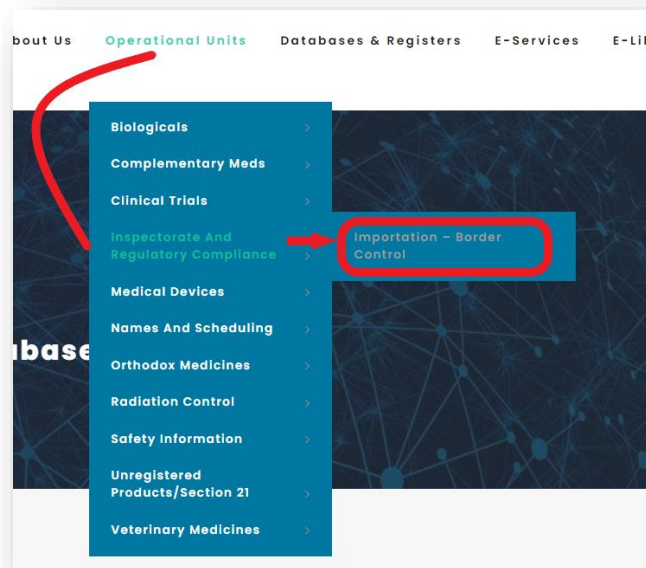 bout Us Operational Units Databases & Registers E-Services E-Li
Biologicals
Complementary Meds
Clinical Trials
Inspectorate And
Regulatory Compliance
Importation – Border
Control
Medical Devices
Names And Scheduling
abase
Orthodox Medicines
Radiation Control
Safety Information
Unregistered
Products/Section 21
Veterinary Medicines